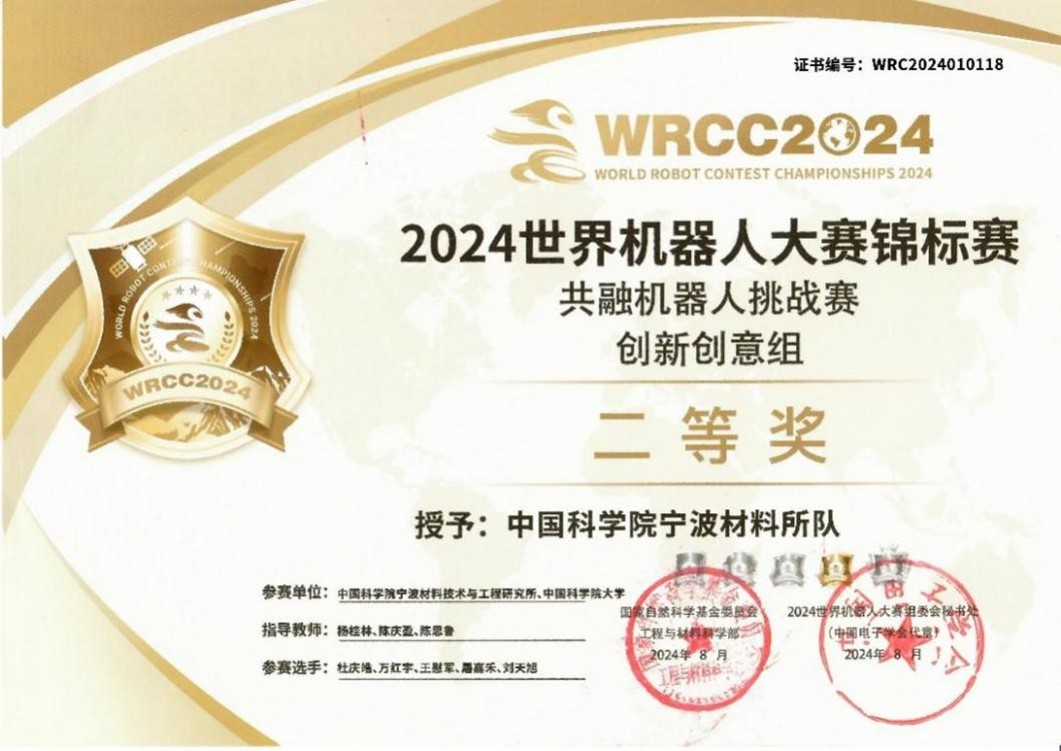 证书编号：WRC2024010118
WRCC2024
WORLD ROBOT CONTEST CHAMPIONSHIPS 2024
2024世界机器人大赛锦标赛
共融机器人挑战赛
创新创意组
WORLD ROBOT CONTEST CHAMPIONSHIPS 2024
WRCC2024
二等奖
授予：中国科学院宁波材料所队
参赛单位：中国科学院宁波材料技术与工程研究所、中国科学院大学
指导教师：杨桂林、陈庆盈、陈思鲁
参赛选手：杜庆皓、万红宇、王慰军、屠嘉禾、刘天旭
国家自然科学基金委员会
工程与材料科学部
2024年 8 月
2024世界机器人大赛组委会秘书处
（中国电子学会代章）
2024年 8 月